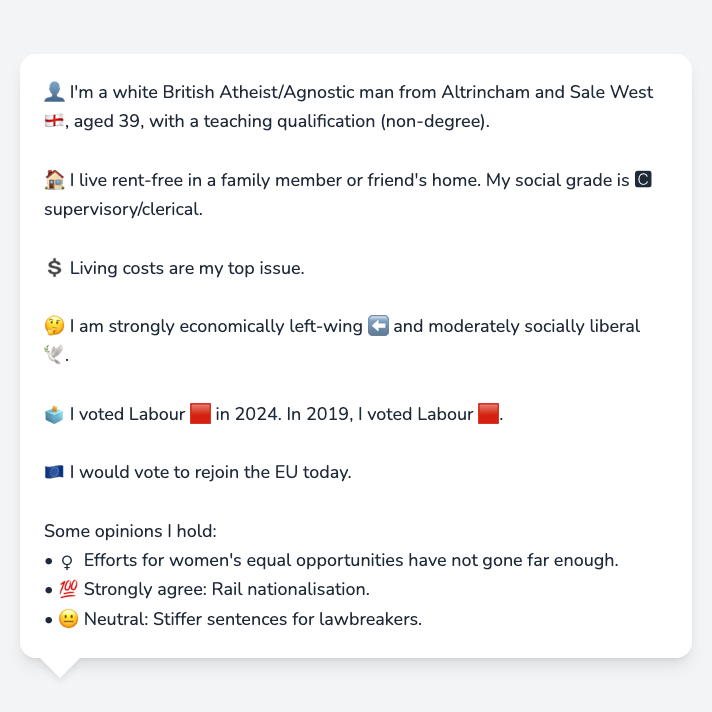 👤 I'm a white British Atheist/Agnostic man from Altrincham and Sale West
🏴󠁧󠁢󠁥󠁮󠁧󠁿, aged 39, with a teaching qualification (non-degree).
🏠 I live rent-free in a family member or friend's home. My social grade is 🅲
supervisory/clerical.
💲 Living costs are my top issue.
🤔 I am strongly economically left-wing ⬅️ and moderately socially liberal
🕊️.
🗳️ I voted Labour 🟥 in 2024. In 2019, I voted Labour 🟥.
🇪🇺 I would vote to rejoin the EU today.
Some opinions I hold:
• ♀️ Efforts for women's equal opportunities have not gone far enough.
• 💯 Strongly agree: Rail nationalisation.
• 😐 Neutral: Stiffer sentences for lawbreakers.